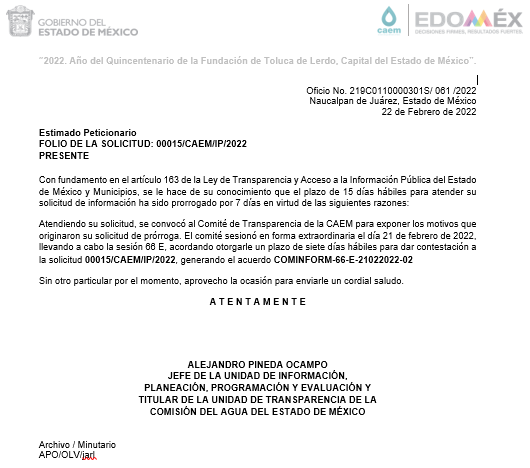 GOBIERNO DEL
ESTADO DE MÉXICO
caem
EDOMÉX
DECISIONES FIRMES, RESULTADOS FUERTES.
"2022. Año del Quincentenario de la Fundación de Toluca de Lerdo, Capital del Estado de México".
Oficio No. 219C0110000301S/ 061 /2022
Naucalpan de Juárez, Estado de México
22 de Febrero de 2022
Estimado Peticionario
FOLIO DE LA SOLICITUD: 00015/CAEM/IP/2022
PRESENTE
Con fundamento en el artículo 163 de la Ley de Transparencia y Acceso a la Información Pública del Estado
de México y Municipios, se le hace de su conocimiento que el plazo de 15 días hábiles para atender su
solicitud de información ha sido prorrogado por 7 días en virtud de las siguientes razones:
Atendiendo su solicitud, se convocó al Comité de Transparencia de la CAEM para exponer los motivos que
originaron su solicitud de prórroga. El comité sesionó en forma extraordinaria el día 21 de febrero de 2022,
llevando a cabo la sesión 66 E, acordando otorgarle un plazo de siete días hábiles para dar contestación a
la solicitud 00015/CAEM/IP/2022, generando el acuerdo COMINFORM-66-E-21022022-02
Sin otro particular por el momento, aprovecho la ocasión para enviarle un cordial saludo.
A T E N T A M E N T E
ALEJANDRO PINEDA OCAMPO
JEFE DE LA UNIDAD DE INFORMACIÓN,
PLANEACIÓN, PROGRAMACIÓN Y EVALUACIÓN Y
TITULAR DE LA UNIDAD DE TRANSPARENCIA DE LA
COMISIÓN DEL AGUA DEL ESTADO DE MÉXICO
Archivo / Minutario
APO/OLV/jarl